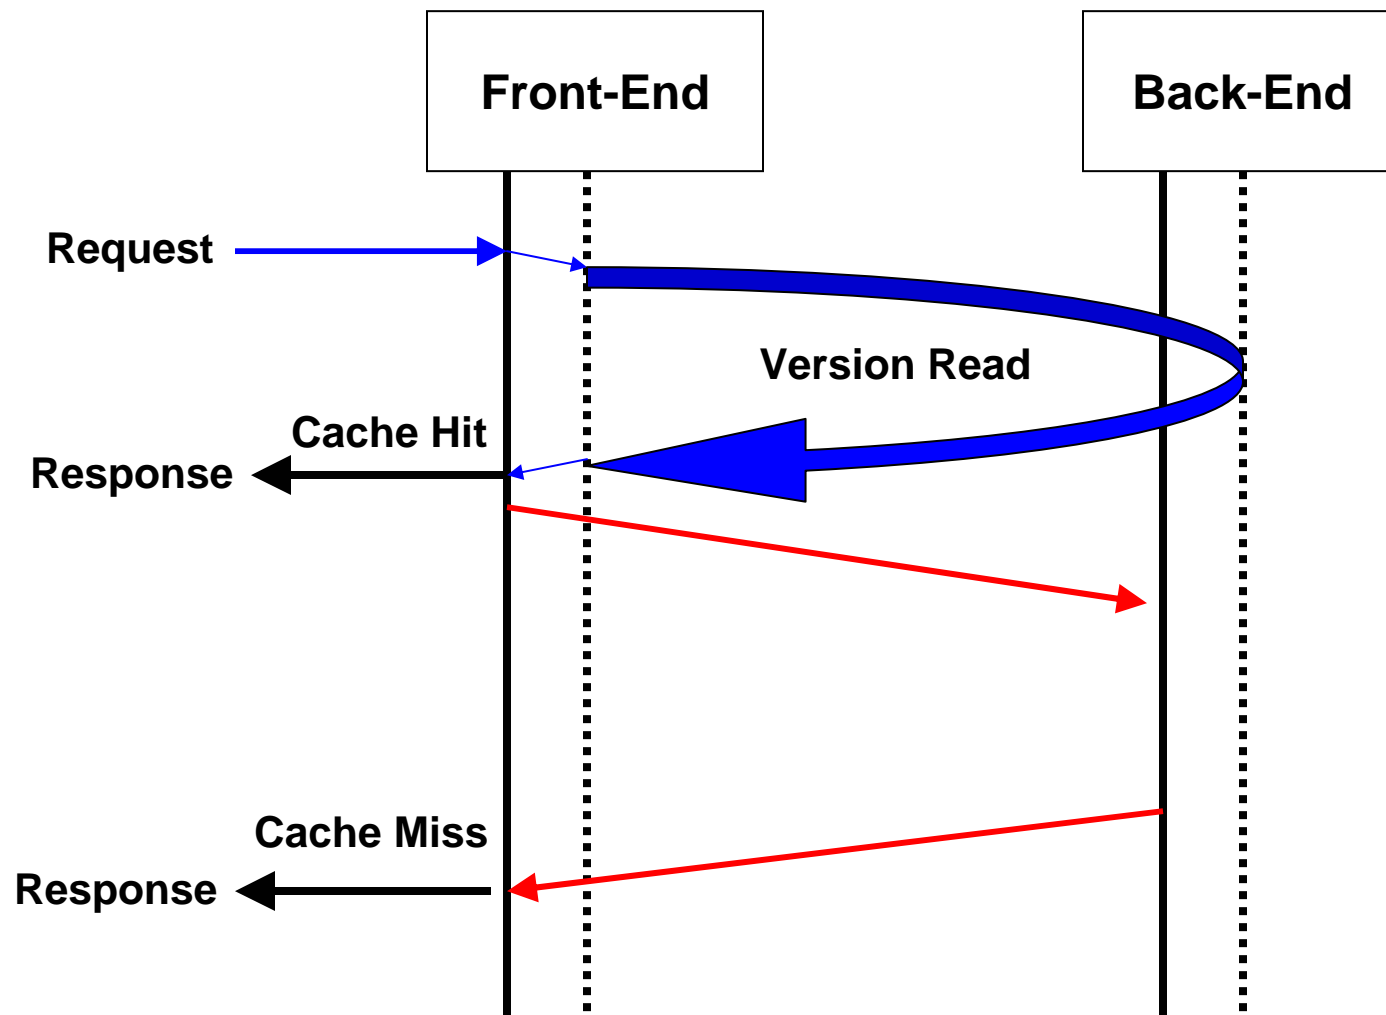 Front-End
Back-End
Request
Version Read
Cache Hit
Response
Cache Miss
Response